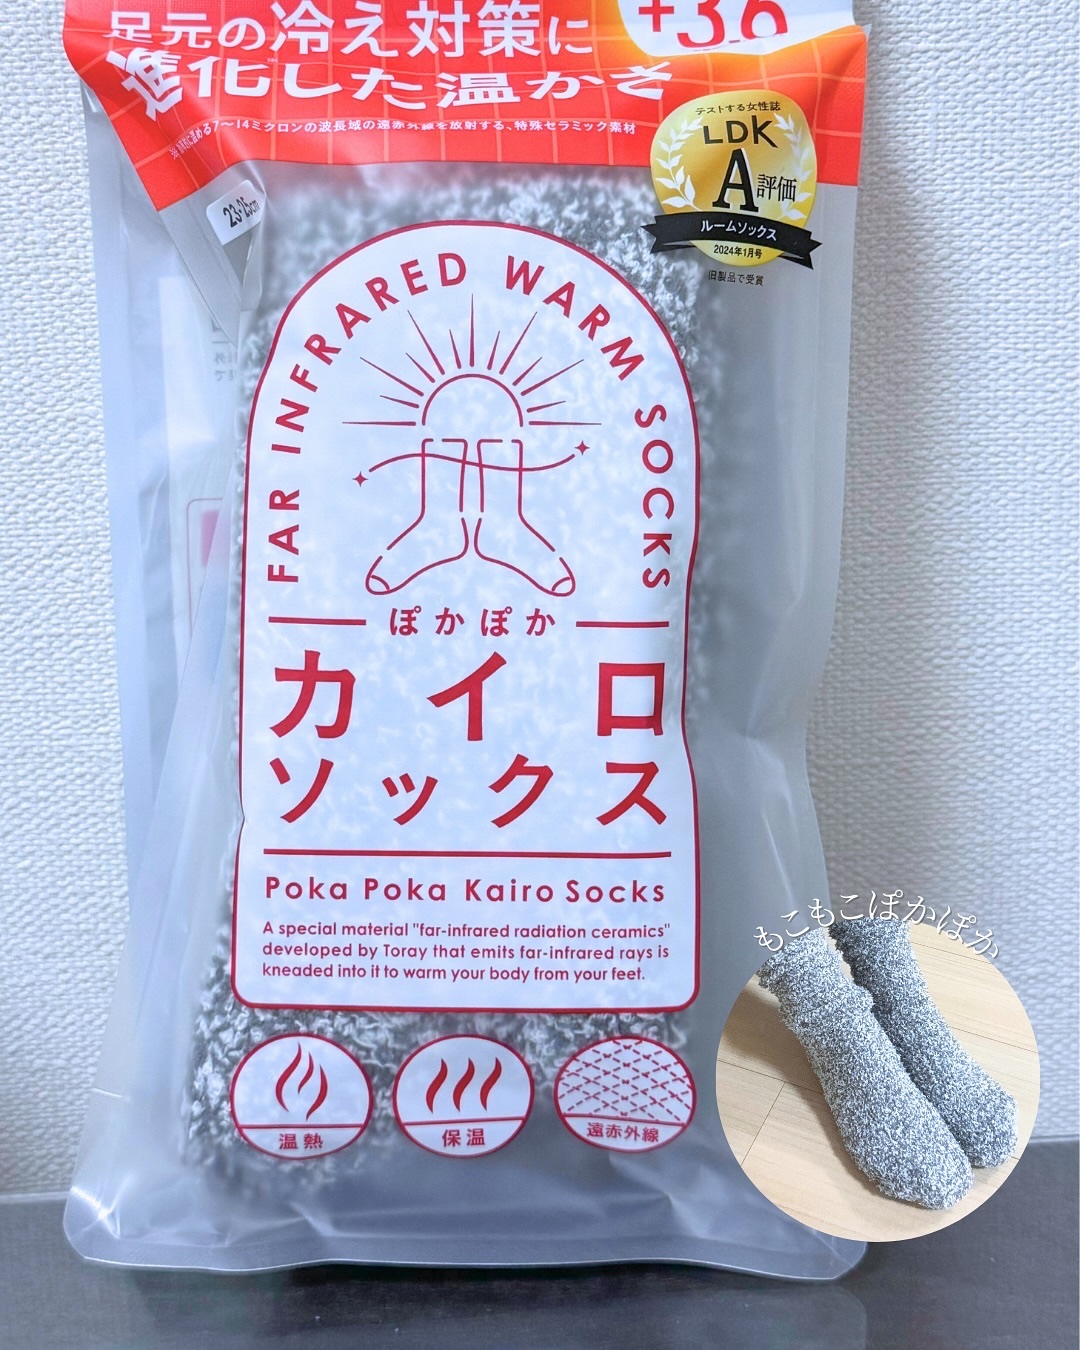 +3.6
足元の冷え対策に
進化した温かさ
7〜14ミクロンの波長域の遠赤外線を放射する、特殊セラミック素材
23-25cm
テストする女性誌
LDK
A評価
ルームソックス
2024年1月号
旧製品で受賞
FAR INFRARED WARM SOCKS
ぽかぽか
カイロ
ソックス
Poka Poka Kairo Socks
A special material "far-infrared radiation ceramics"
developed by Toray that emits far-infrared rays is
kneaded into it to warm your body from your feet.
もこもこぽかぽか
温熱
保温
遠赤外線